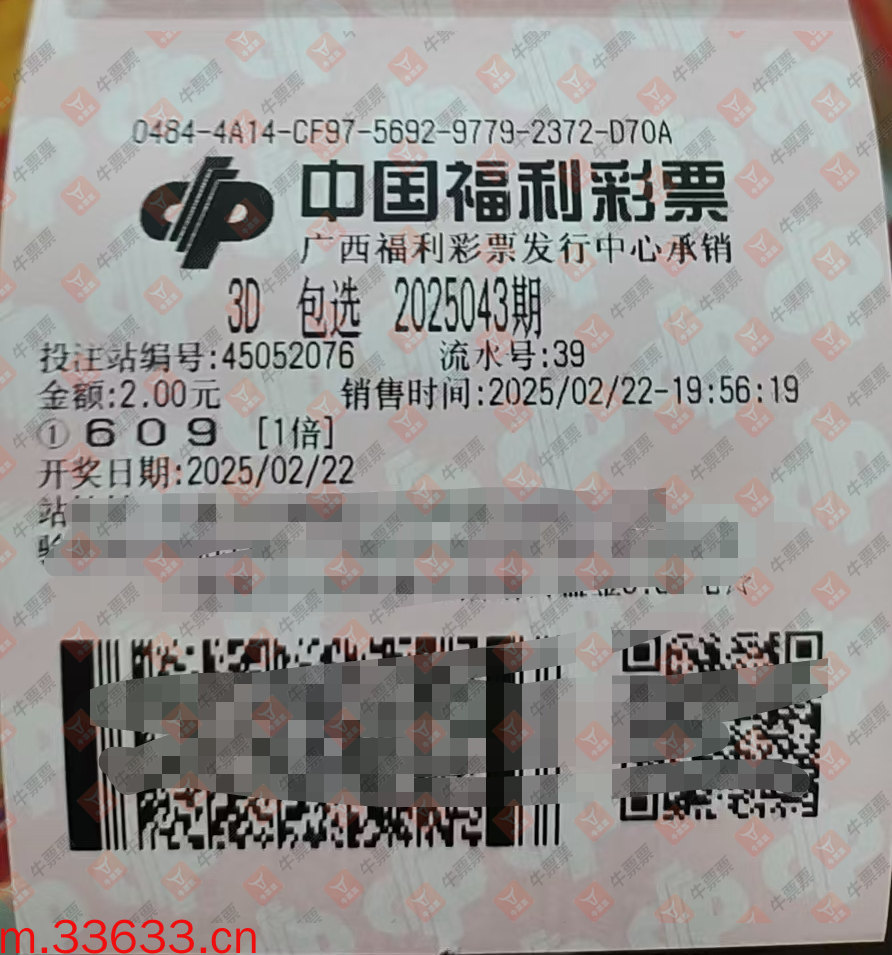 0484-4A14-CF97-5692-9779-2372-D70A
中国福利彩票
广西福利彩票发行中心承销
3D 包选 2025043期
投注站编号:45052076 流水号:39
金额:2.00元 销售时间:2025/02/22-19:56:19
① 6 0 9 [1倍]
开奖日期:2025/02/22
站
牛票票
m.33633.cn